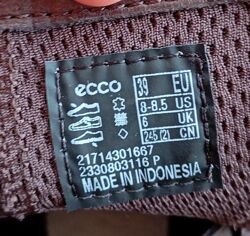 ecco
39 EU
8-8.5 US
6 UK
245 (2) CN
21714301667
2330803116 P
MADE IN INDONESIA